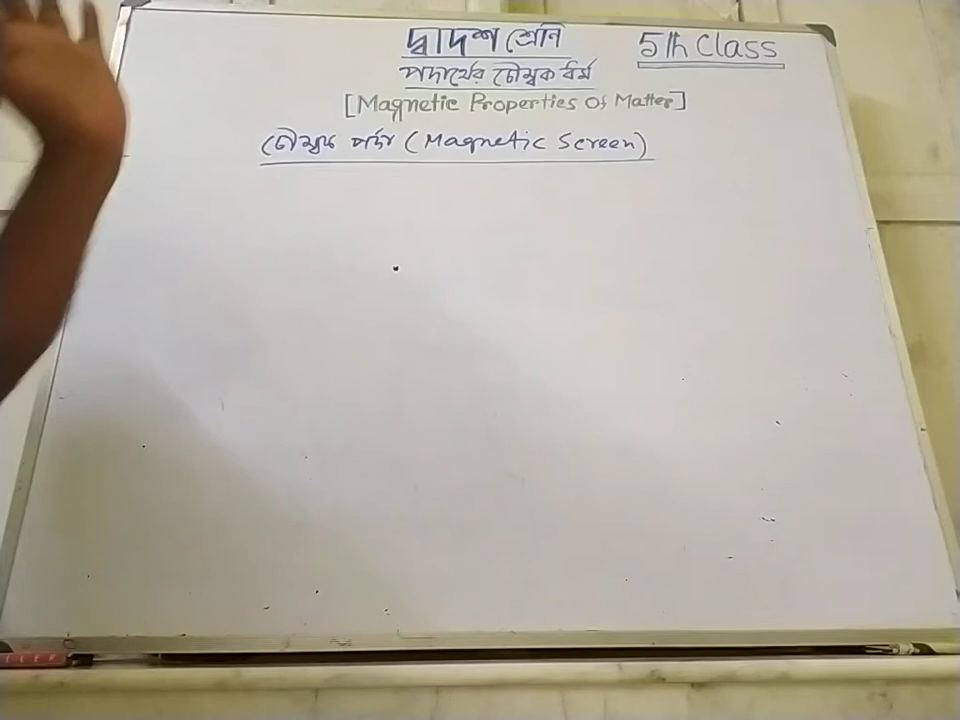 দ্বাদশ শ্রেণি
5th Class
পদার্থের চৌম্বক ধর্ম
[Magnetic Properties Of Matter]
চৌম্বক পর্দা (Magnetic Screen)